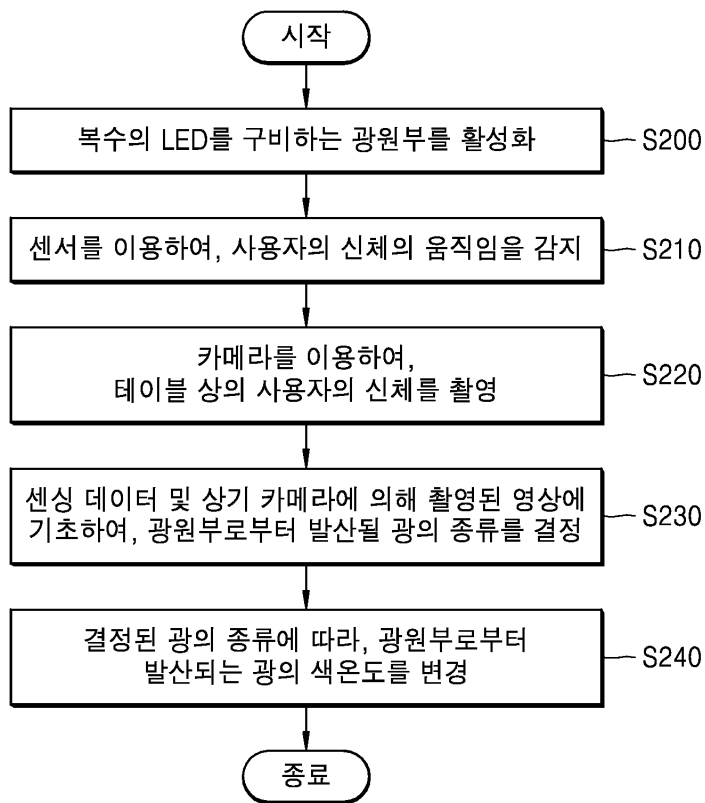 시작
복수의 LED를 구비하는 광원부를 활성화
S200
센서를 이용하여, 사용자의 신체의 움직임을 감지
S210
카메라를 이용하여,
테이블 상의 사용자의 신체를 촬영
S220
센싱 데이터 및 상기 카메라에 의해 촬영된 영상에
기초하여, 광원부로부터 발산될 광의 종류를 결정
S230
결정된 광의 종류에 따라, 광원부로부터
발산되는 광의 색온도를 변경
S240
종료